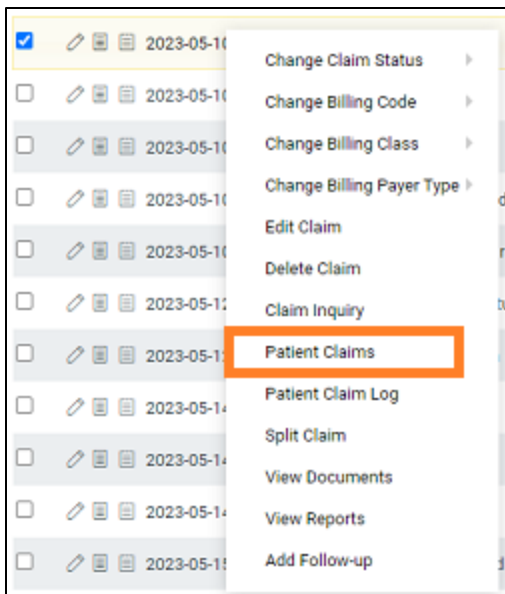 2023-05-10
Change Claim Status
2023-05-10
Change Billing Code
2023-05-10
Change Billing Class
2023-05-10
Change Billing Payer Type
Edit Claim
2023-05-10
Delete Claim
2023-05-12
Claim Inquiry
Patient Claims
Patient Claim Log
2023-05-14
Split Claim
2023-05-14
View Documents
2023-05-14
View Reports
2023-05-15
Add Follow-up